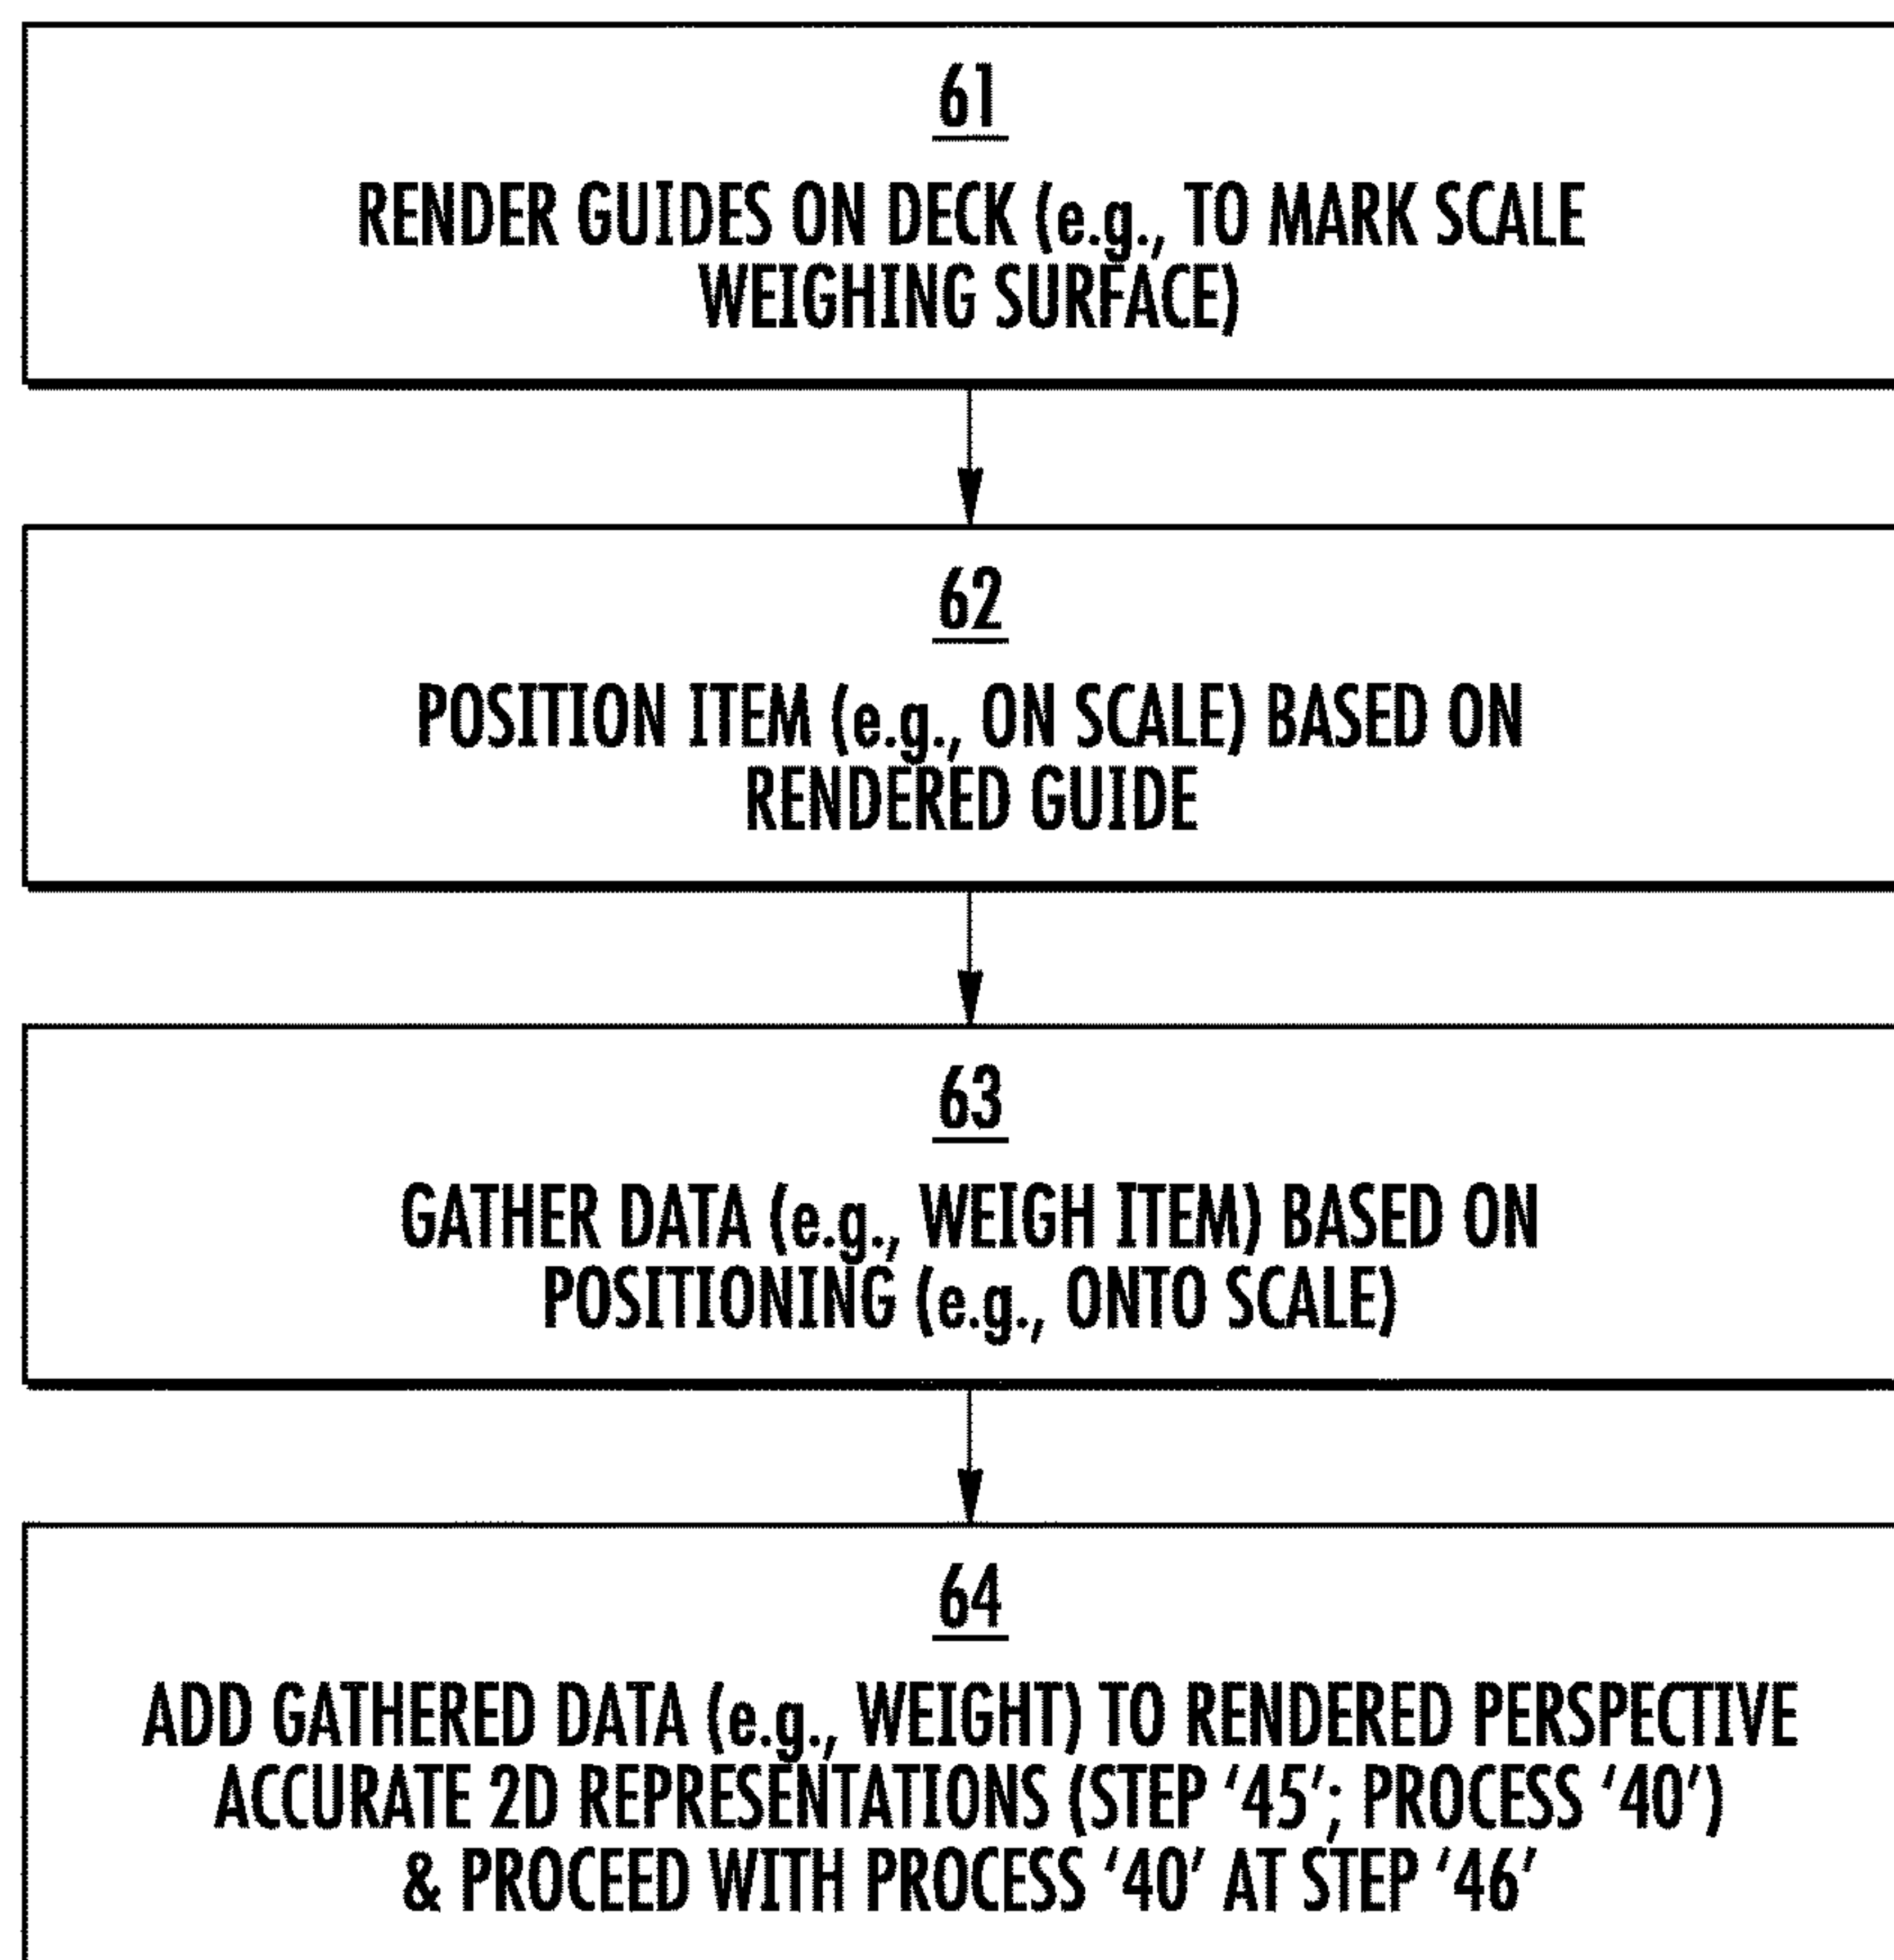 61
RENDER GUIDES ON DECK (e.g., TO MARK SCALE
WEIGHING SURFACE)
62
POSITION ITEM (e.g., ON SCALE) BASED ON
RENDERED GUIDE
63
GATHER DATA (e.g., WEIGH ITEM) BASED ON
POSITIONING (e.g., ONTO SCALE)
64
ADD GATHERED DATA (e.g., WEIGHT) TO RENDERED PERSPECTIVE
ACCURATE 2D REPRESENTATIONS (STEP ‘45’; PROCESS ‘40’)
& PROCEED WITH PROCESS ‘40’ AT STEP ‘46’